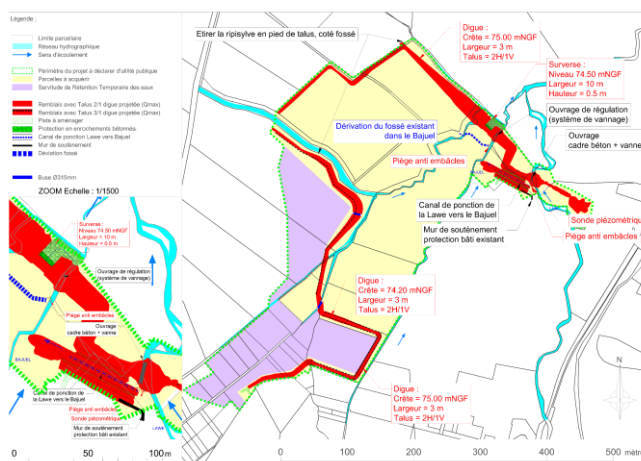 Légende :
Limite parcellaire
Réseau hydrographique
Sens d'écoulement
Périmètre du projet à déclarer d'utilité publique
Parcelles à acquérir
Servitude de Rétention Temporaire des eaux
Remblais avec Talus 2/1 digue projetée (Qmax)
Remblais avec Talus 3/1 digue projetée (Qmax)
Piste à aménager
Protection en enrochements bétonnés
Canal de ponction Lawe vers Bajuel
Mur de soutènement
Déviation fossé
Buse Ø315mm
ZOOM Echelle : 1/1500
Surverse :
Niveau 74.50 mNGF
Largeur = 10 m
Hauteur = 0.5 m
Ouvrage de régulation
(système de vannage)
Piège anti embâcles
Ouvrage
cadre béton + vanne
BAJUEL
Canal de ponction de
la Lawe vers le Bajuel
Piège anti embâcles
Sonde piézométrique
Mur de soutènement
protection bâti existant
LAWE
0 50 100m
Etirer la ripisylve en pied de talus, coté fossé
Digue :
Crête = 75.00 mNGF
Largeur = 3 m
Talus = 2H/1V
Surverse :
Niveau 74.50 mNGF
Largeur = 10 m
Hauteur = 0.5 m
Ouvrage de régulation
(système de vannage)
Ouvrage
cadre béton + vanne
Dérivation du fossé existant
dans le Bajuel
Piège anti embâcles
BAJUEL
Canal de ponction de
la Lawe vers le Bajuel
Mur de soutènement
protection bâti existant
Sonde piézométrique
Piège anti embâcles
Digue :
Crête = 74.20 mNGF
Largeur = 3 m
Talus = 2H/1V
Digue :
Crête = 75.00 mNGF
Largeur = 3 m
Talus = 2H/1V
N
0 100 200 300 400 500 mètres